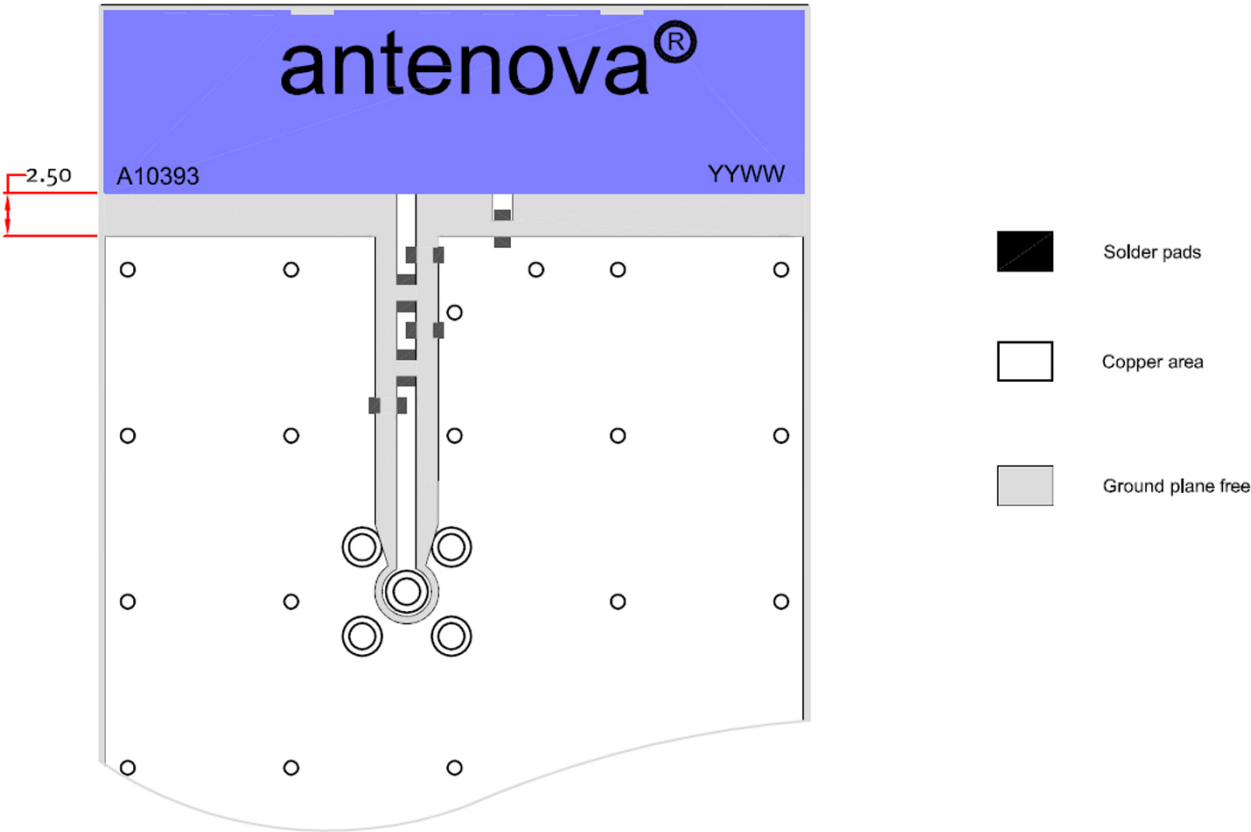 antenova®
2.50
A10393
YYWW
Solder pads
Copper area
Ground plane free